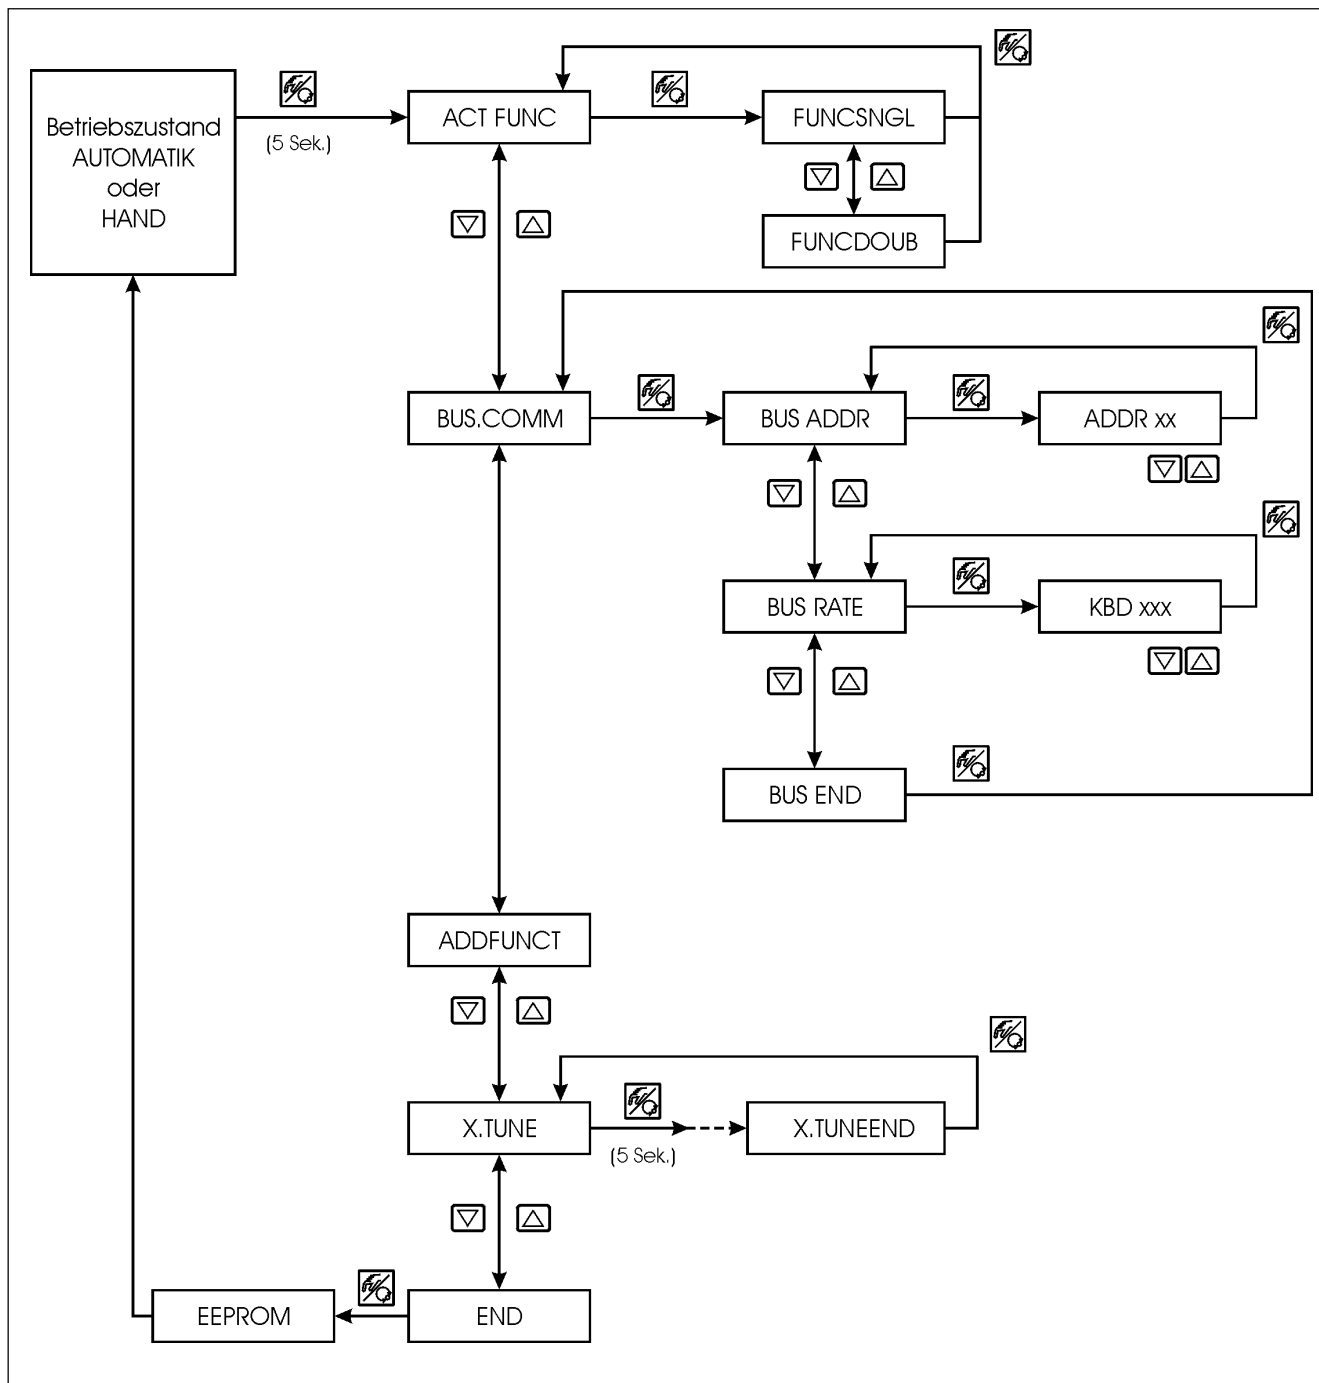 Betriebszustand
AUTOMATIK
oder
HAND
(5 Sek.)
ACT FUNC
FUNCSNGL
FUNCDOUB
BUS.COMM
BUS ADDR
ADDR xx
BUS RATE
KBD xxx
BUS END
ADDFUNCT
X.TUNE
(5 Sek.)
X.TUNEEND
EEPROM
END